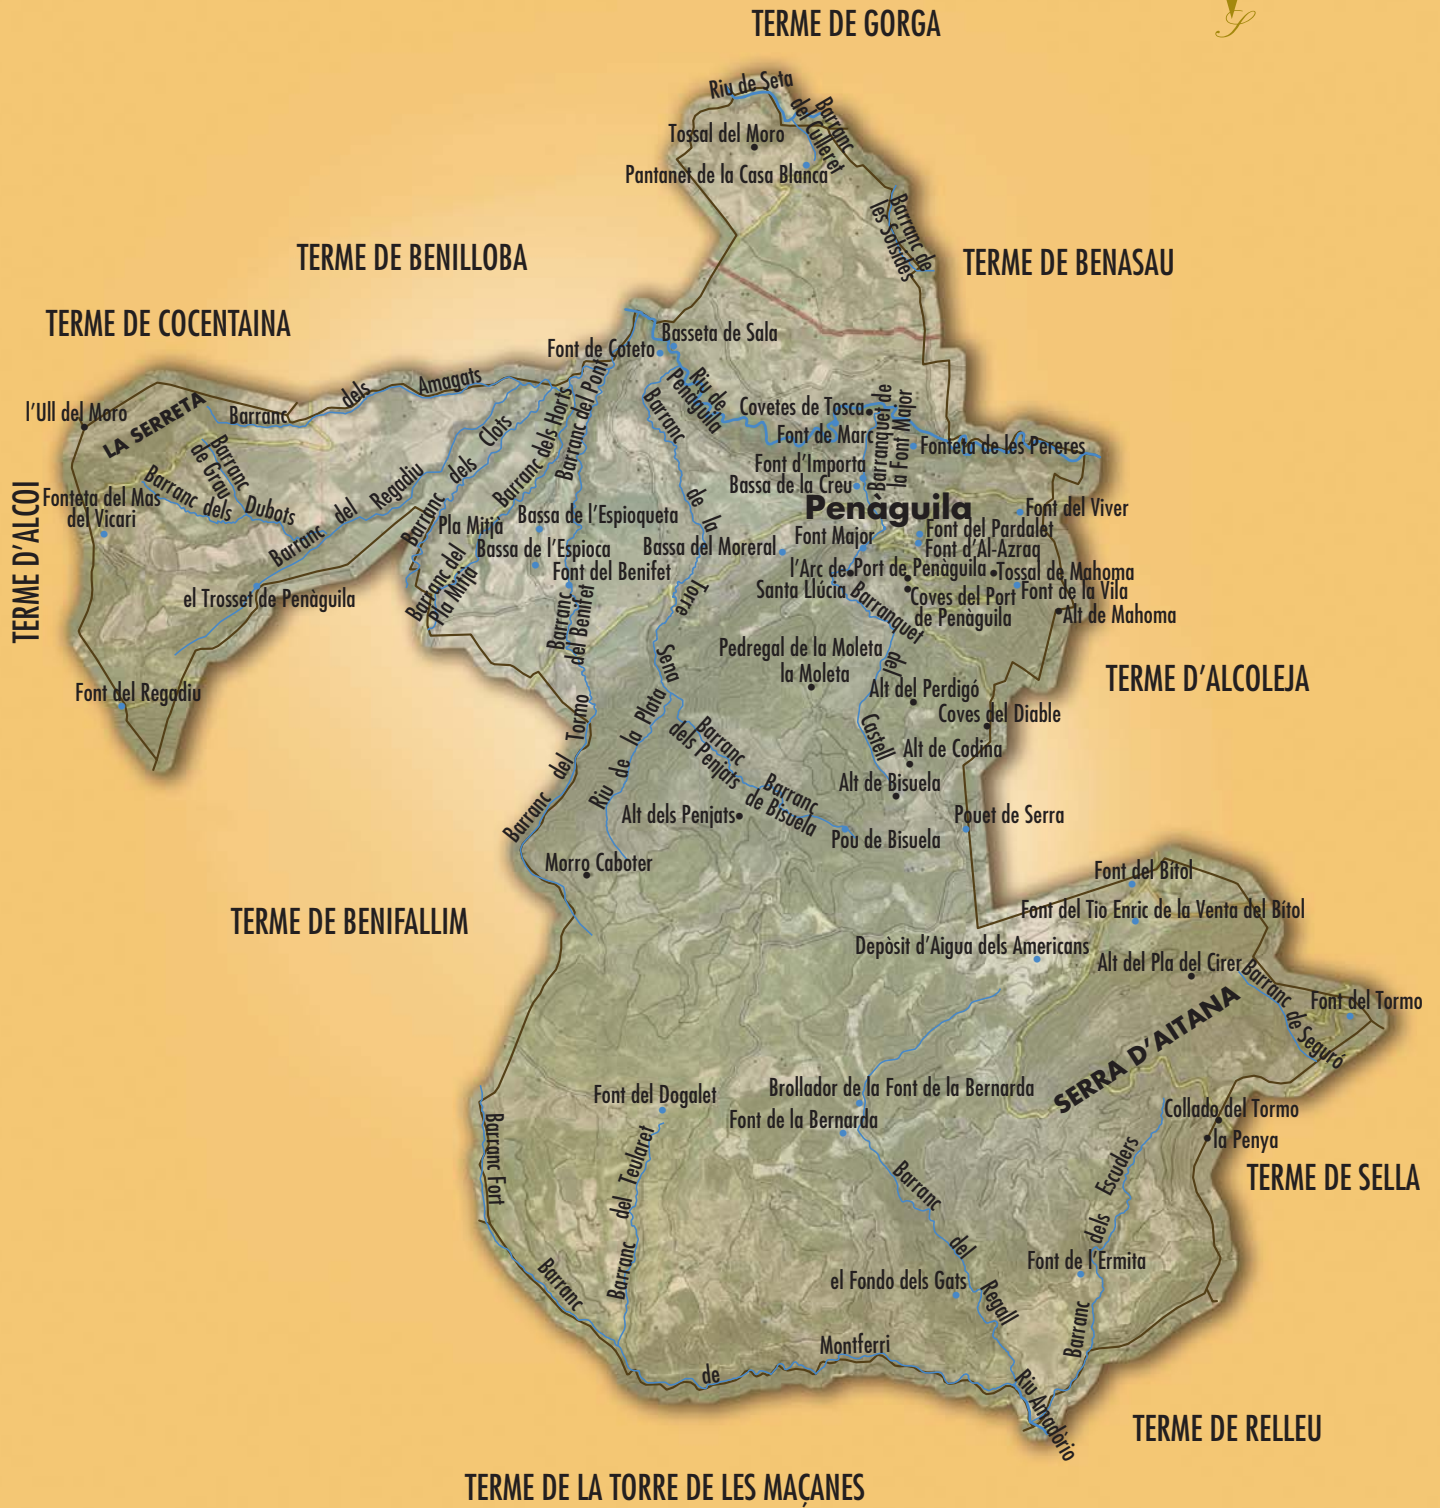 TERME DE GORGA
S
Riu de Seta
Barranc
del Culleret
Tossal del Moro
Pantanet de la Casa Blanca
Barranc de
les Solsides
TERME DE BENILLOBA
TERME DE BENASAU
TERME DE COCENTAINA
Basseta de Sala
Font de Coteto
Riu de
Penàguila
Barranc dels Amagats
l'Ull del Moro
LA SERRETA
Covetes de Tosca
Barranquet de
la Font Major
Font de Marc
Fonteta de les Pereres
Barranc
de Grau
Barranc dels Dubots
Barranc del Regadiu
Barranc dels Clots
Barranc dels Horts
Barranc del Pont
Barranc de la Torre Sena
Font d'Importa
Bassa de la Creu
Penàguila
Fonteta del Mas
del Vicari
TERME D'ALCOI
Pla Mitjà
Bassa de l'Espioqueta
Font del Viver
Font Major
Font del Pardalet
Font d'Al-Azraq
Bassa de l'Espioca
Bassa del Moreral
Barranc del
Pla Mitjà
Font del Benifet
l'Arc de
Santa Llúcia
Port de Penàguila
Tossal de Mahoma
Coves del Port
de Penàguila
Font de la Vila
Alt de Mahoma
el Trosset de Penàguila
Barranc
del Benifet
Barranquet del Castell
Pedregal de la Moleta
la Moleta
TERME D'ALCOLEJA
Font del Regadiu
Alt del Perdigó
Coves del Diable
Barranc del Tormo
Riu de la Plata
Barranc
dels Penjats
Alt de Codina
Barranc
de Bisuela
Alt de Bisuela
Alt dels Penjats
Pouet de Serra
Pou de Bisuela
Morro Caboter
Font del Bítol
TERME DE BENIFALLIM
Font del Tio Enric de la Venta del Bítol
Depòsit d'Aigua dels Americans
Alt del Pla del Cirer
Barranc de Seguró
Font del Tormo
SERRA D'AITANA
Font del Dogalet
Brollador de la Font de la Bernarda
Font de la Bernarda
Collado del Tormo
la Penya
Barranc Fort
Barranc del Teularet
Barranc dels Escuders
TERME DE SELLA
Barranc del Regall
Font de l'Ermita
el Fondo dels Gats
Barranc de Montferri
Riu Amadòrio
TERME DE RELLEU
TERME DE LA TORRE DE LES MAÇANES